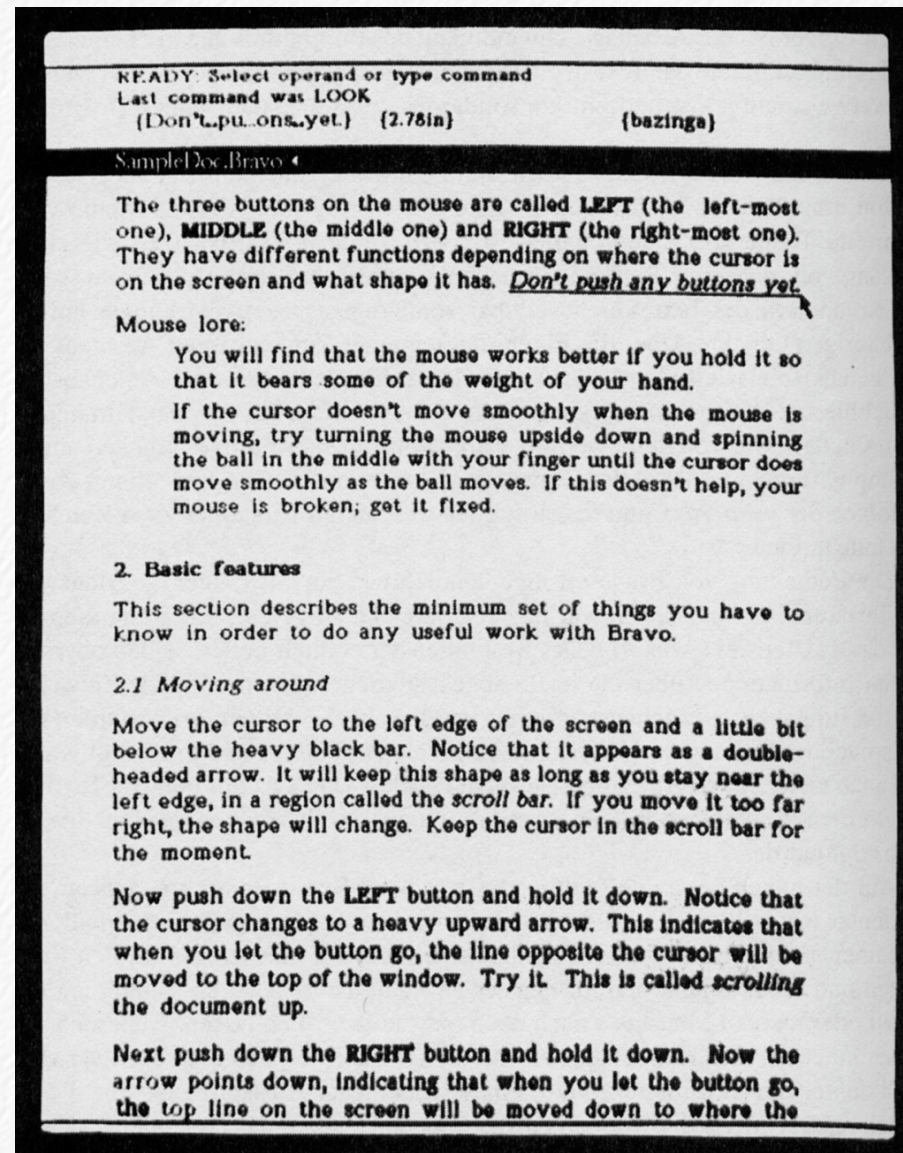 READY: Select operand or type command
Last command was LOOK
{Don't..pu...ons..yet.} {2.78in} {bazinga}
SampleDoc.Bravo
The three buttons on the mouse are called LEFT (the left-most
one), MIDDLE (the middle one) and RIGHT (the right-most one).
They have different functions depending on where the cursor is
on the screen and what shape it has. Don't push any buttons yet.
Mouse lore:
You will find that the mouse works better if you hold it so
that it bears some of the weight of your hand.
If the cursor doesn't move smoothly when the mouse is
moving, try turning the mouse upside down and spinning
the ball in the middle with your finger until the cursor does
move smoothly as the ball moves. If this doesn't help, your
mouse is broken; get it fixed.
2. Basic features
This section describes the minimum set of things you have to
know in order to do any useful work with Bravo.
2.1 Moving around
Move the cursor to the left edge of the screen and a little bit
below the heavy black bar. Notice that it appears as a double-
headed arrow. It will keep this shape as long as you stay near the
left edge, in a region called the scroll bar. If you move it too far
right, the shape will change. Keep the cursor in the scroll bar for
the moment.
Now push down the LEFT button and hold it down. Notice that
the cursor changes to a heavy upward arrow. This indicates that
when you let the button go, the line opposite the cursor will be
moved to the top of the window. Try it. This is called scrolling
the document up.
Next push down the RIGHT button and hold it down. Now the
arrow points down, indicating that when you let the button go,
the top line on the screen will be moved down to where the